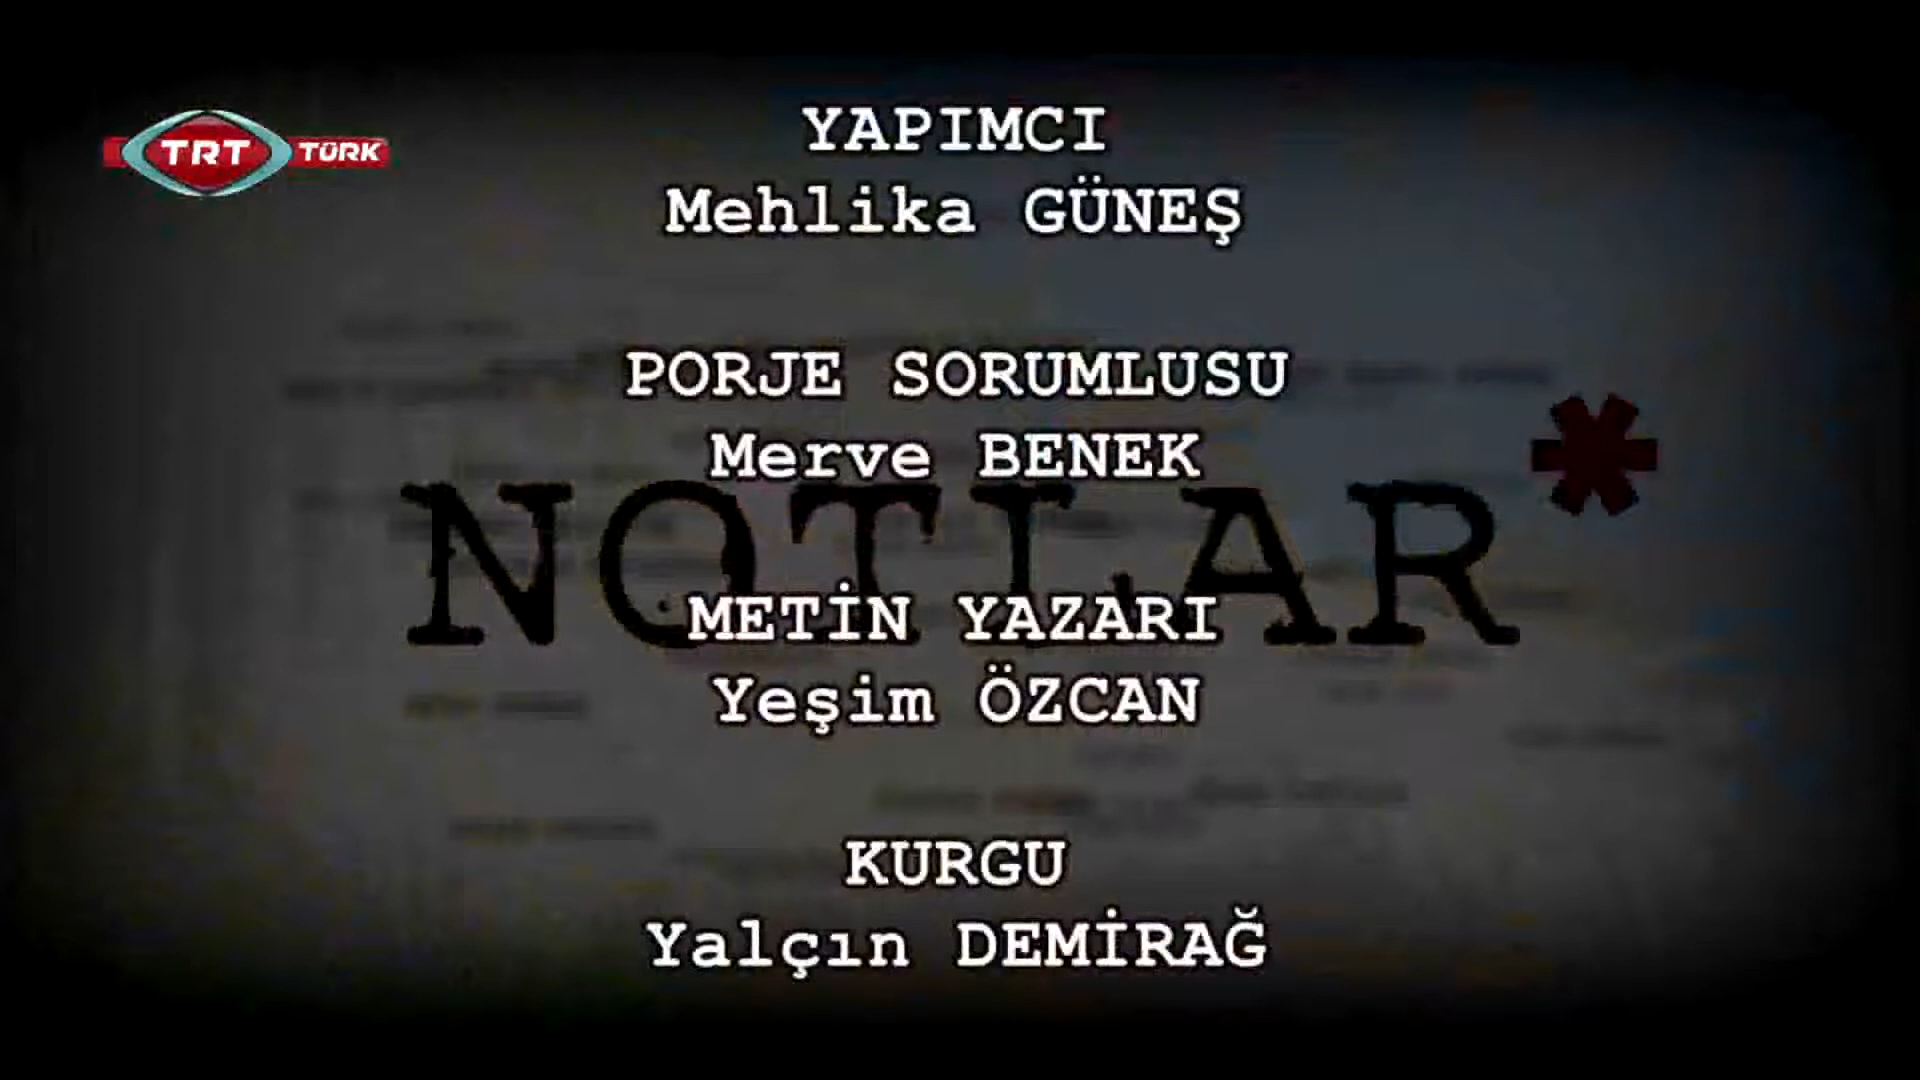 TRT TÜRK
YAPIMCI
Mehlika GÜNEŞ
PORJE SORUMLUSU
Merve BENEK
NOTLAR*
METİN YAZARI
Yeşim ÖZCAN
KURGU
Yalçın DEMİRAĞ